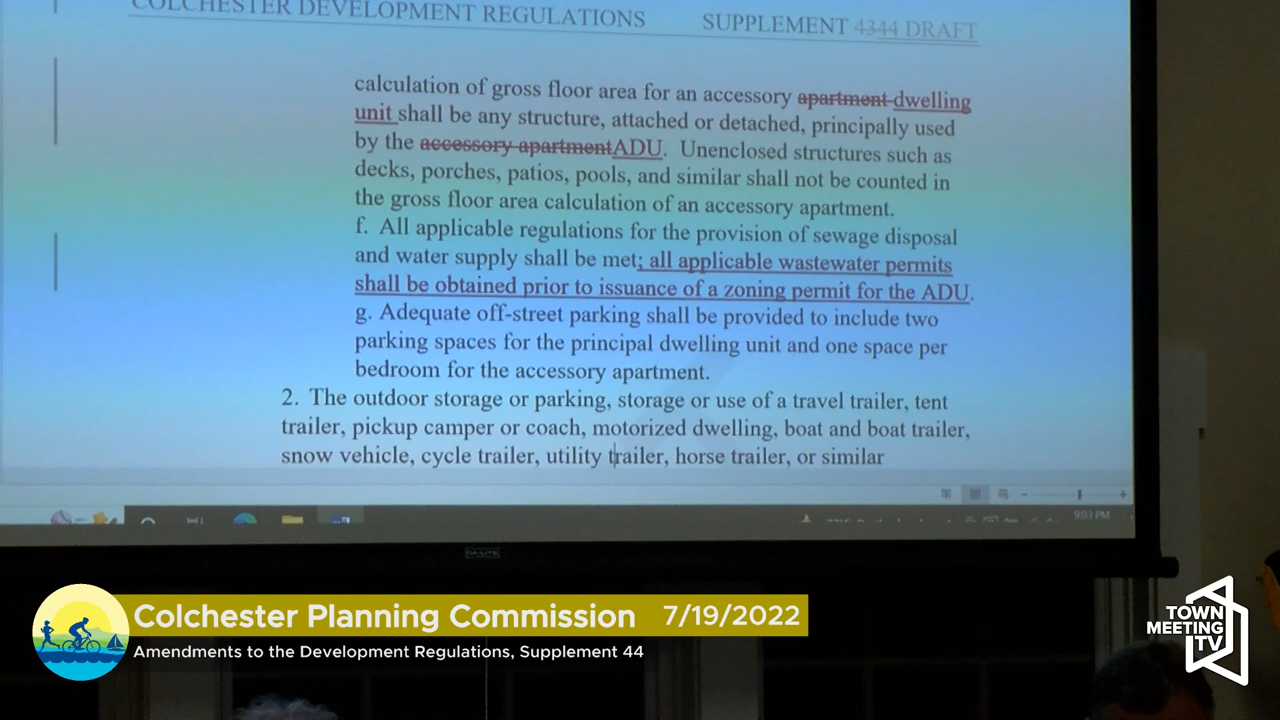 COLCHESTER DEVELOPMENT REGULATIONS SUPPLEMENT 4344 DRAFT
calculation of gross floor area for an accessory apartment dwelling
unit shall be any structure, attached or detached, principally used
by the accessory apartmentADU. Unenclosed structures such as
decks, porches, patios, pools, and similar shall not be counted in
the gross floor area calculation of an accessory apartment.
f. All applicable regulations for the provision of sewage disposal
and water supply shall be met; all applicable wastewater permits
shall be obtained prior to issuance of a zoning permit for the ADU.
g. Adequate off-street parking shall be provided to include two
parking spaces for the principal dwelling unit and one space per
bedroom for the accessory apartment.
2. The outdoor storage or parking, storage or use of a travel trailer, tent
trailer, pickup camper or coach, motorized dwelling, boat and boat trailer,
snow vehicle, cycle trailer, utility trailer, horse trailer, or similar
9:03 PM
DA-LITE
Colchester Planning Commission 7/19/2022
Amendments to the Development Regulations, Supplement 44
TOWN
MEETING
TV